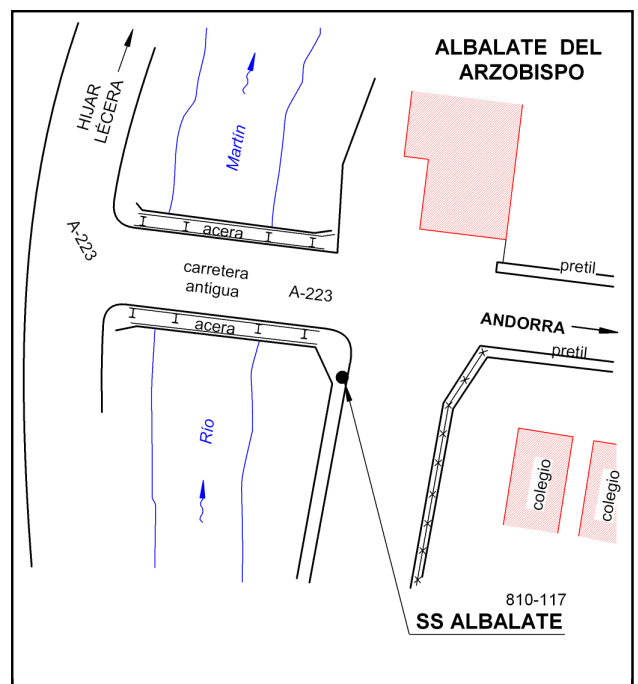 ALBALATE DEL
ARZOBISPO
HIJAR
LÉCERA
Martín
A-223
acera
carretera
antigua
A-223
pretil
ANDORRA
pretil
acera
Río
colegio
colegio
810-117
SS ALBALATE